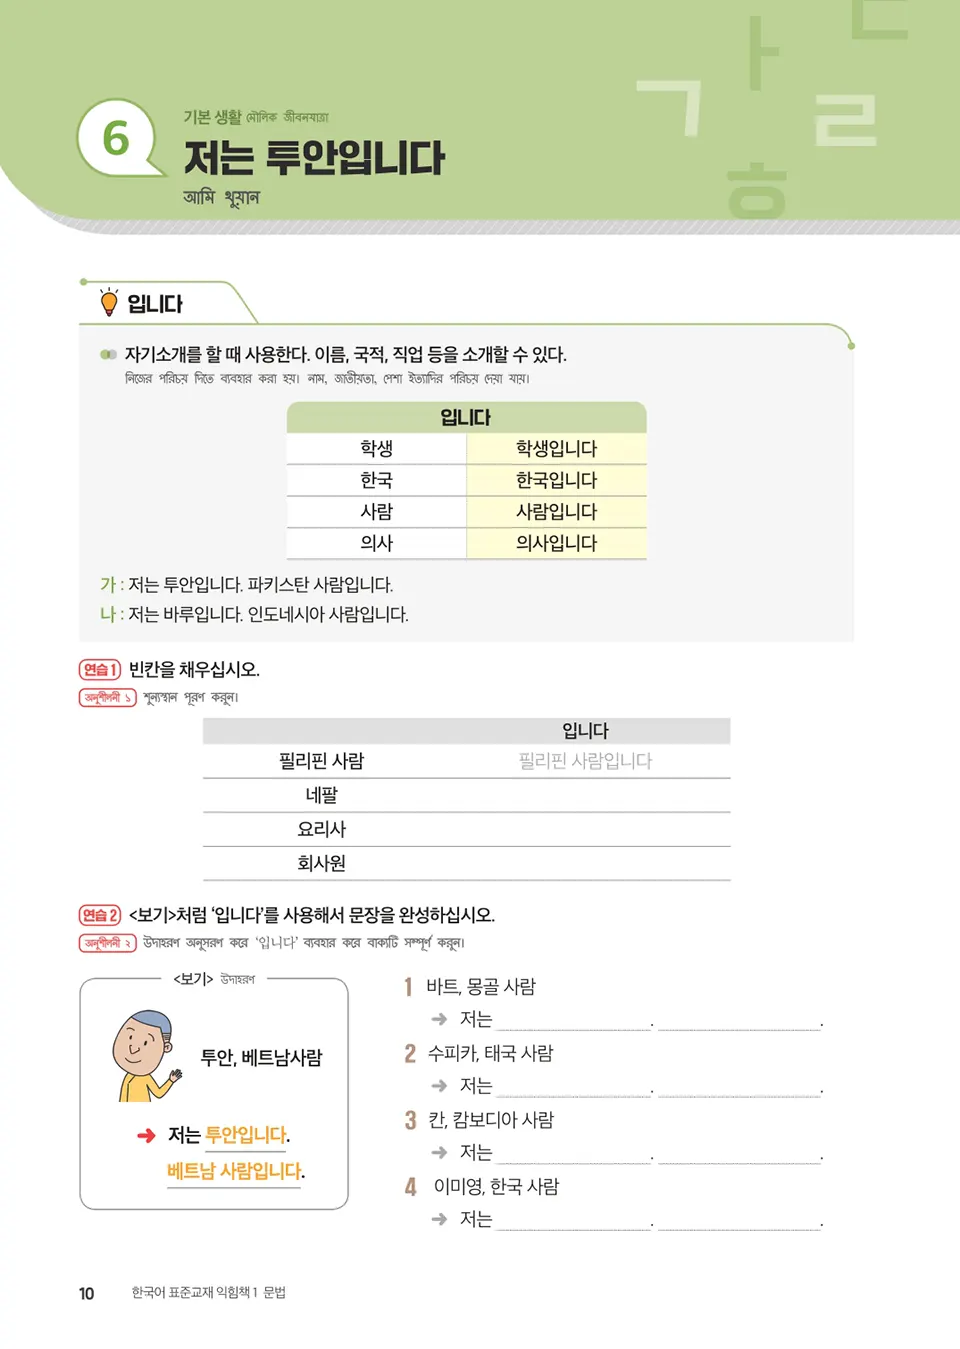 6
기본 생활 মৌলিক জীবনযাত্রা
저는 투안입니다
আমি থুয়ান
ㄱ ㅏ ㄷ ㄹ ㅎ
입니다
자기소개를 할 때 사용한다. 이름, 국적, 직업 등을 소개할 수 있다.
নিজের পরিচয় দিতে ব্যবহার করা হয়। নাম, জাতীয়তা, পেশা ইত্যাদির পরিচয় দেয়া যায়।
입니다
학생 학생입니다
한국 한국입니다
사람 사람입니다
의사 의사입니다
가 : 저는 투안입니다. 파키스탄 사람입니다.
나 : 저는 바루입니다. 인도네시아 사람입니다.
연습 1 빈칸을 채우십시오.
অনুশীলনী ১ শূন্যস্থান পূরণ করুন।
입니다
필리핀 사람 필리핀 사람입니다
네팔
요리사
회사원
연습 2 <보기>처럼 ‘입니다’를 사용해서 문장을 완성하십시오.
অনুশীলনী ২ উদাহরণ অনুসরণ করে ‘입니다’ ব্যবহার করে বাক্যটি সম্পূর্ণ করুন।
<보기> উদাহরণ
투안, 베트남사람
➜ 저는 투안입니다.
베트남 사람입니다.
1 바트, 몽골 사람
➜ 저는 . .
2 수피카, 태국 사람
➜ 저는 . .
3 칸, 캄보디아 사람
➜ 저는 . .
4 이미영, 한국 사람
➜ 저는 . .
10 한국어 표준교재 익힘책 1 문법